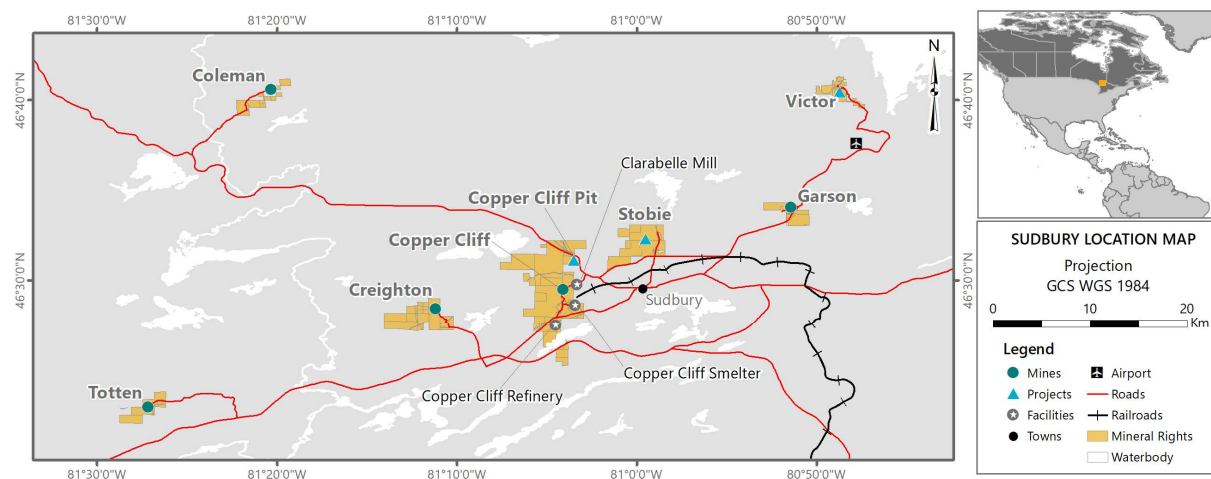 81°30'0"W
81°20'0"W
81°10'0"W
81°0'0"W
80°50'0"W
46°40'0"N
46°30'0"N
46°40'0"N
46°30'0"N
N
Coleman
Victor
Clarabelle Mill
Copper Cliff Pit
Garson
Stobie
Copper Cliff
Creighton
Sudbury
Copper Cliff Smelter
Totten
Copper Cliff Refinery
81°30'0"W
81°20'0"W
81°10'0"W
81°0'0"W
80°50'0"W
SUDBURY LOCATION MAP
Projection
GCS WGS 1984
0 10 20
Km
Legend
Mines
Airport
Projects
Roads
Facilities
Railroads
Towns
Mineral Rights
Waterbody